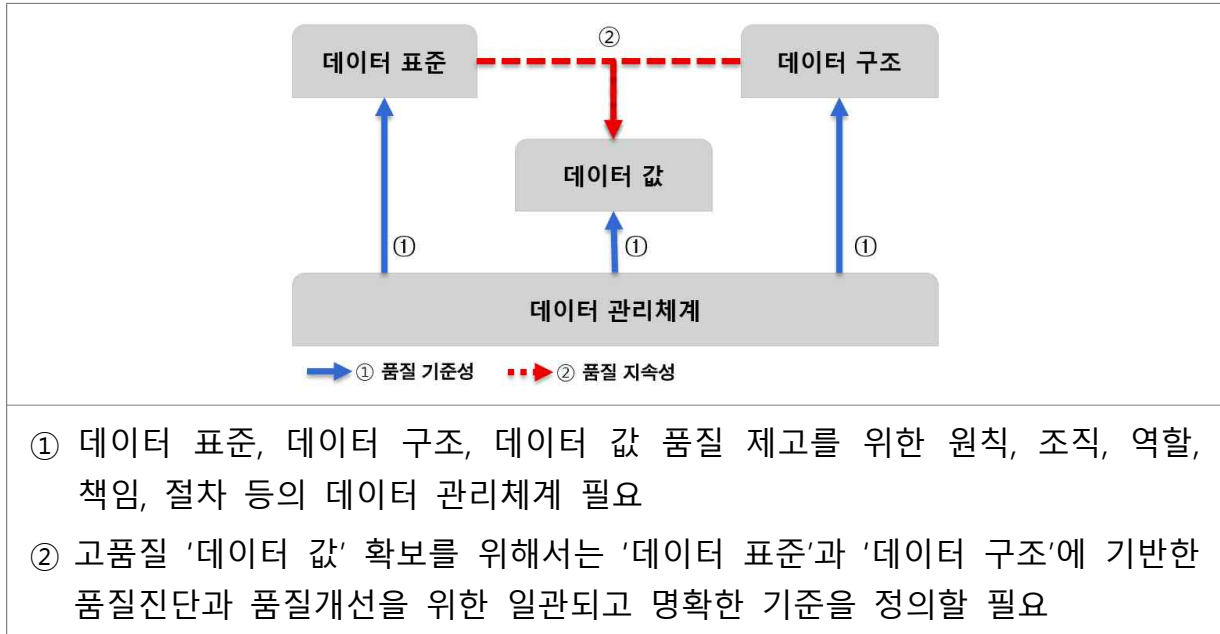 ②
데이터 표준
데이터 구조
데이터 값
①
①
①
데이터 관리체계
① 품질 기준성
② 품질 지속성
① 데이터 표준, 데이터 구조, 데이터 값 품질 제고를 위한 원칙, 조직, 역할,
책임, 절차 등의 데이터 관리체계 필요
② 고품질 ‘데이터 값’ 확보를 위해서는 ‘데이터 표준’과 ‘데이터 구조’에 기반한
품질진단과 품질개선을 위한 일관되고 명확한 기준을 정의할 필요